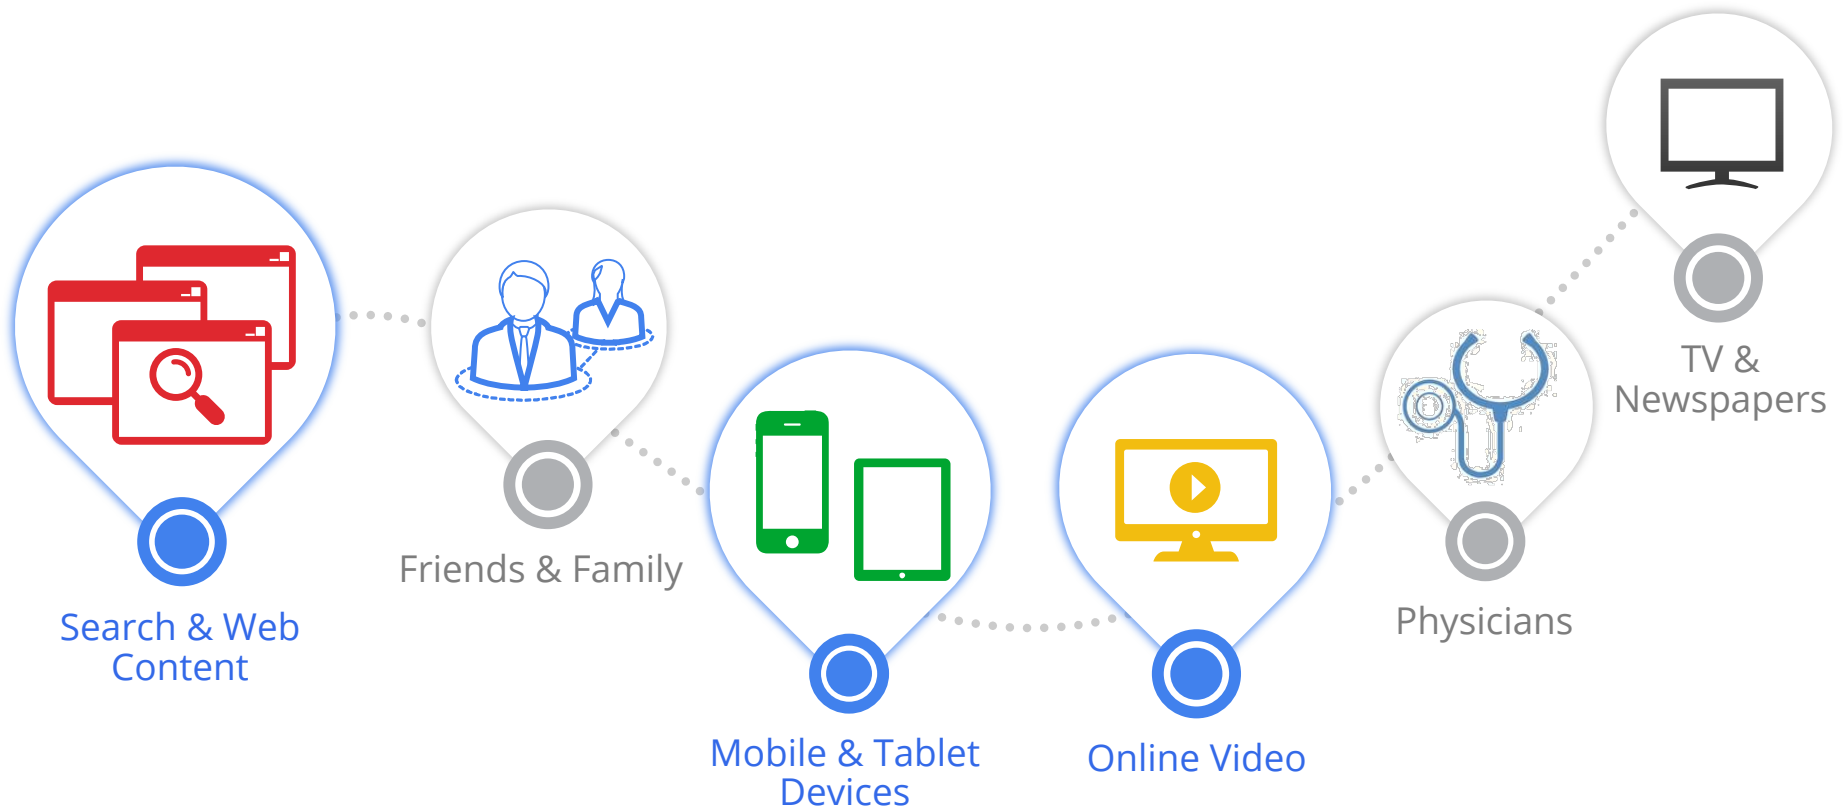 Search & Web
Content
Friends & Family
Mobile & Tablet
Devices
Online Video
Physicians
TV &
Newspapers